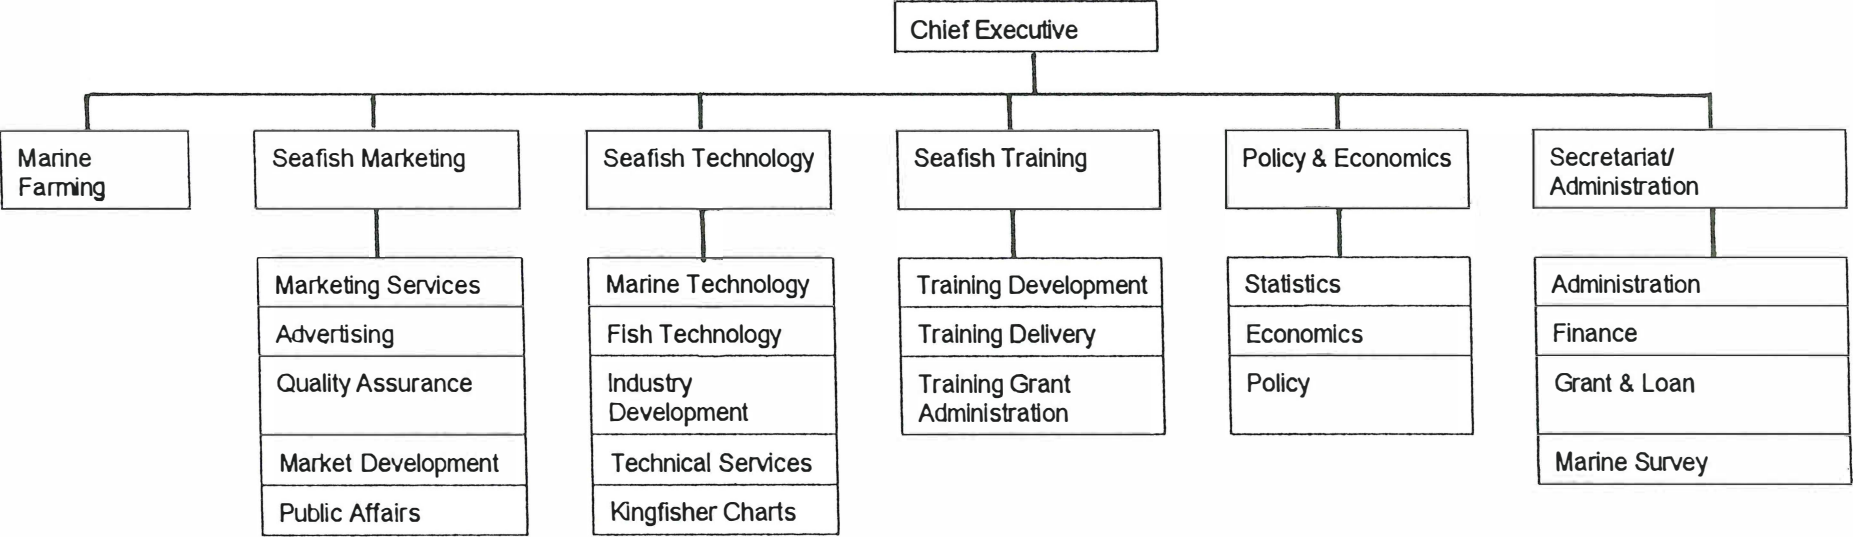 Chief Executive
Marine
Farming
Seafish Marketing
Seafish Technology
Seafish Training
Policy & Economics
Secretariat/
Administration
Marketing Services
Advertising
Quality Assurance
Market Development
Public Affairs
Marine Technology
Fish Technology
Industry
Development
Technical Services
Kingfisher Charts
Training Development
Training Delivery
Training Grant
Administration
Statistics
Economics
Policy
Administration
Finance
Grant & Loan
Marine Survey